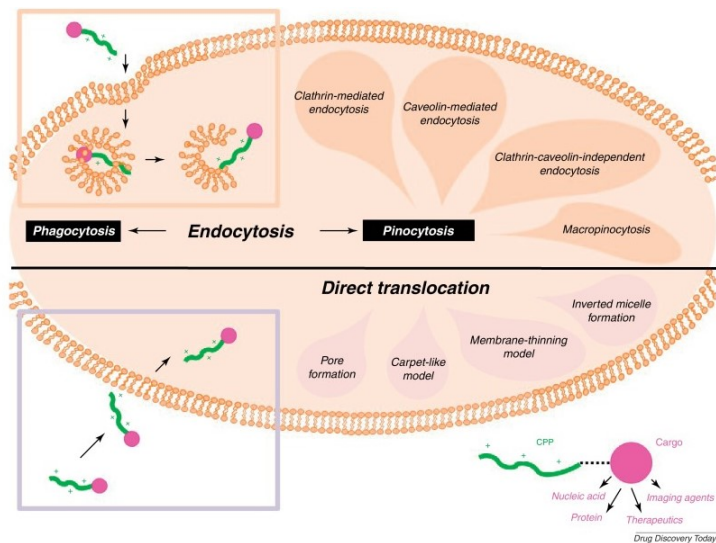 Clathrin-mediated
endocytosis
Caveolin-mediated
endocytosis
Clathrin-caveolin-independent
endocytosis
Macropinocytosis
Phagocytosis
Endocytosis
Pinocytosis
Direct translocation
Pore
formation
Carpet-like
model
Membrane-thinning
model
Inverted micelle
formation
CPP
Cargo
Nucleic acid
Imaging agents
Protein
Therapeutics
Drug Discovery Today